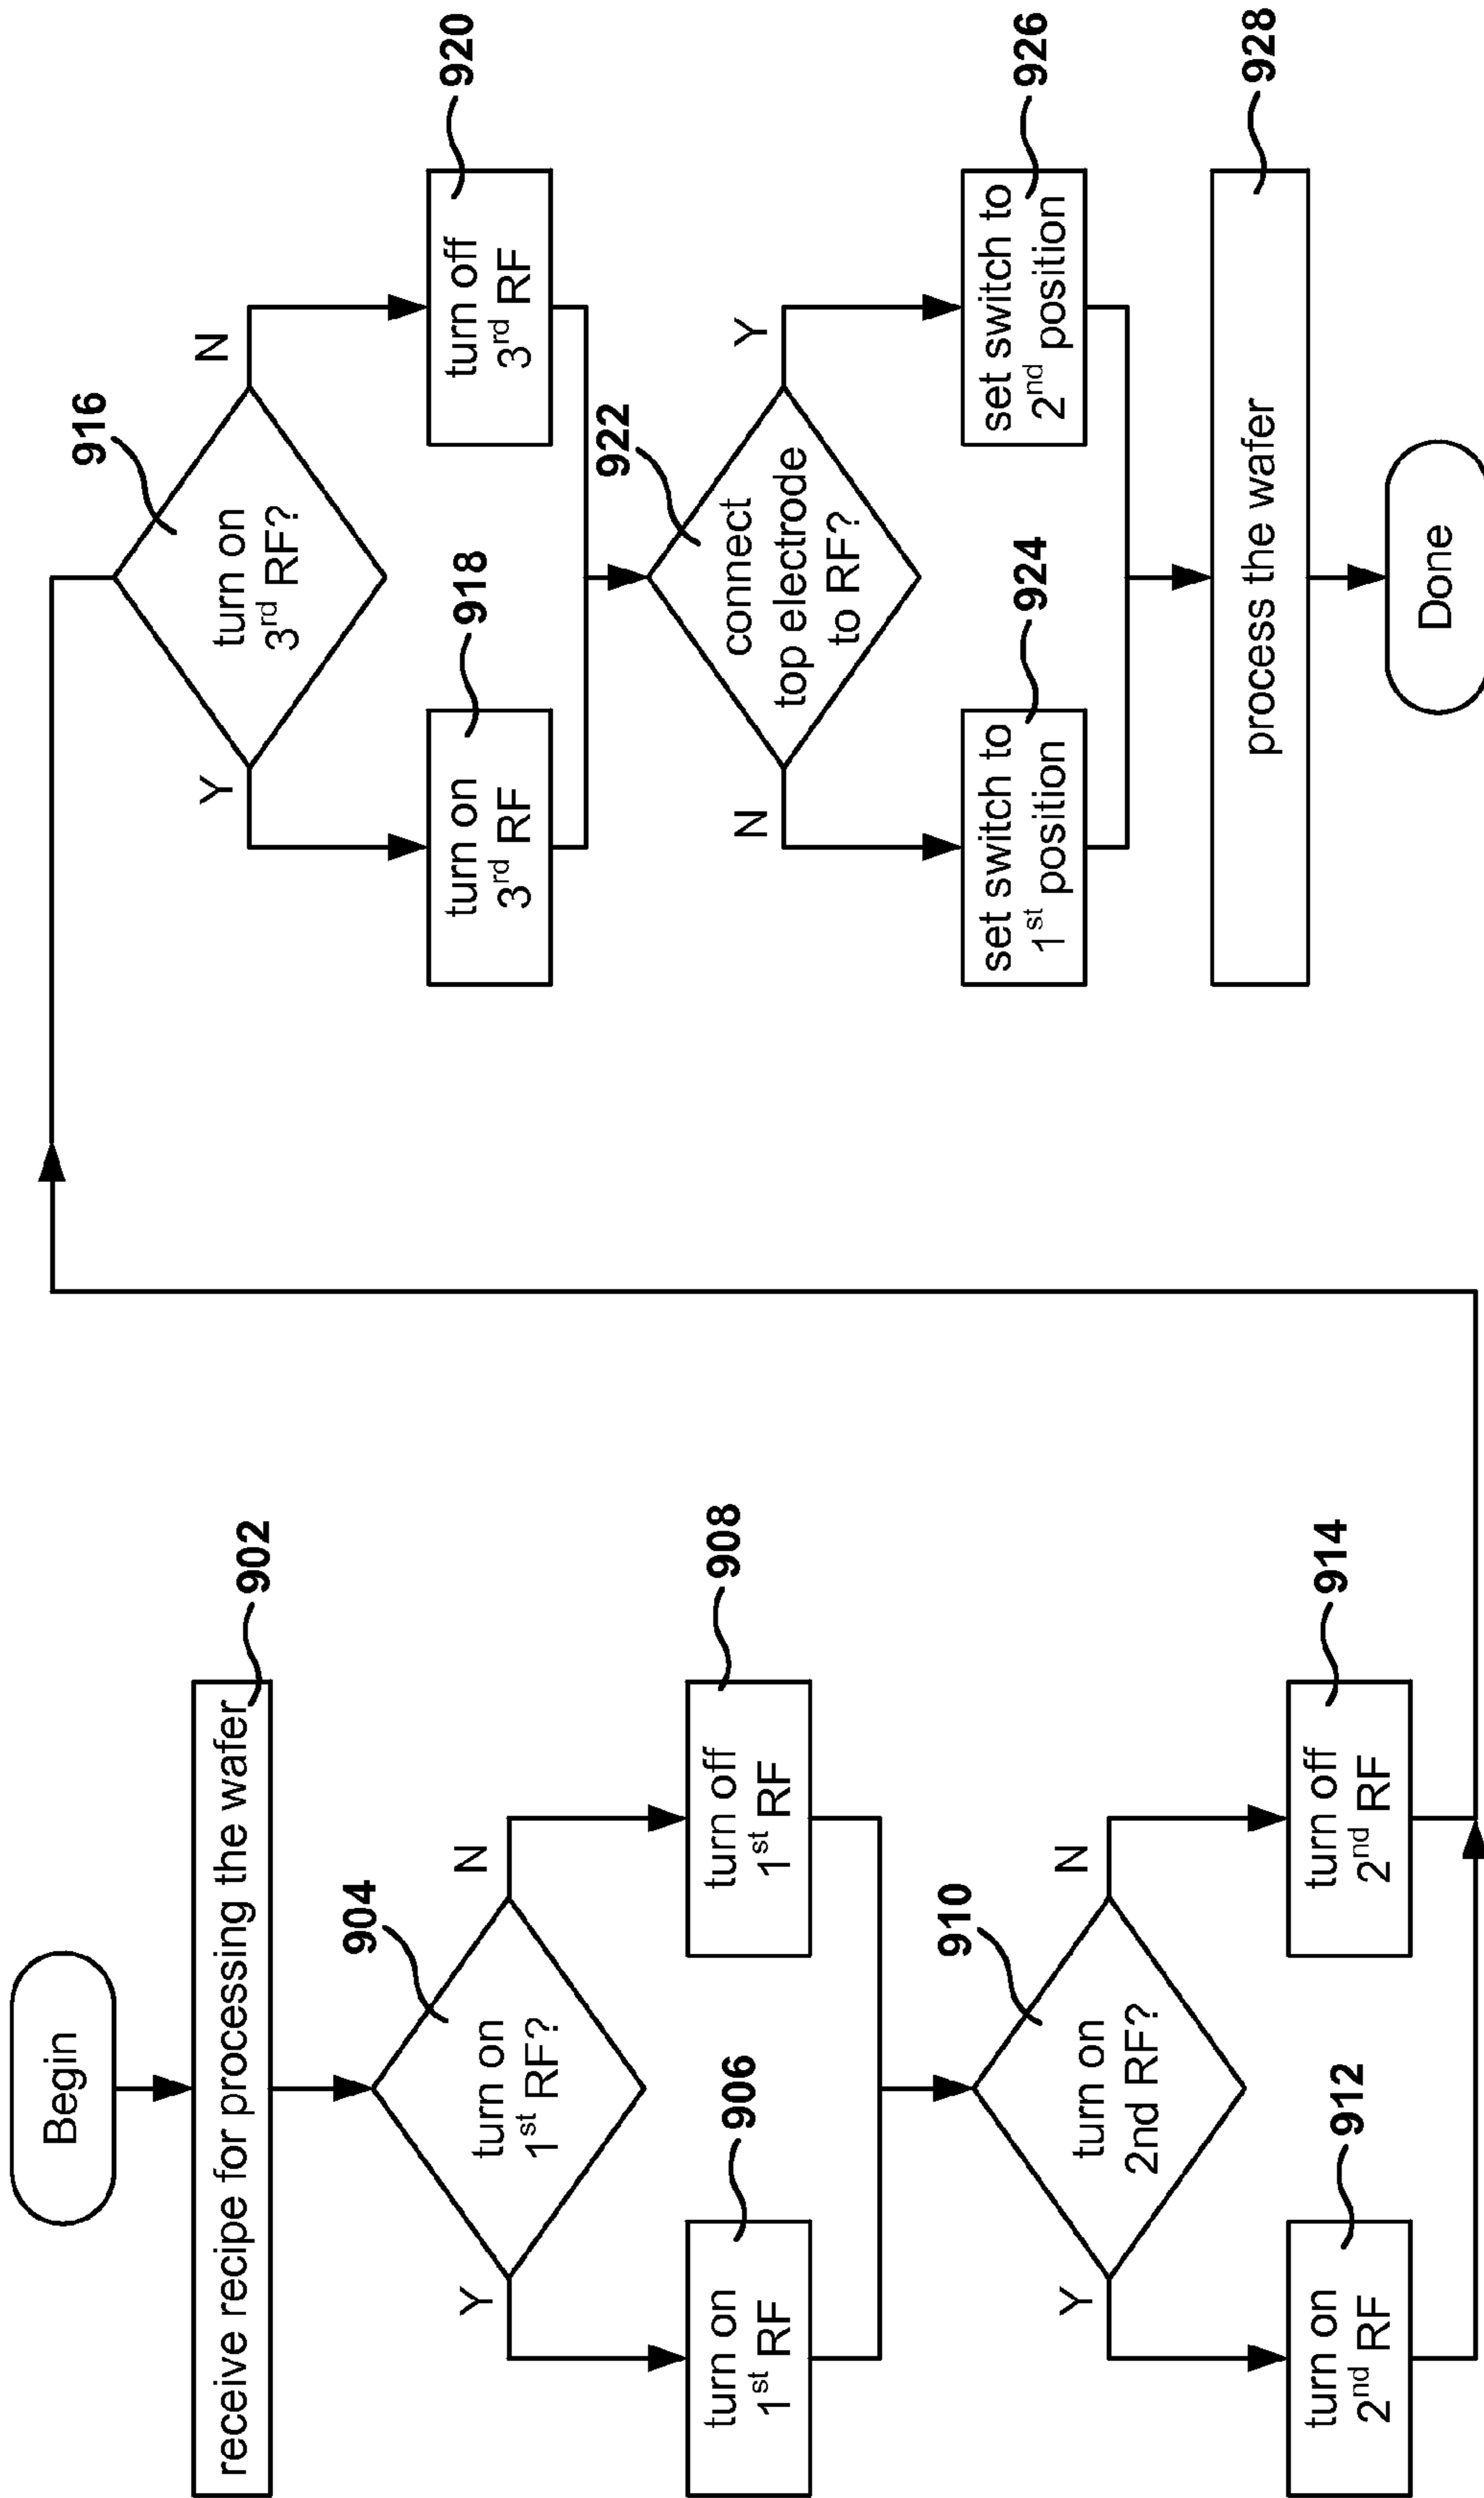 Begin
receive recipe for processing the wafer
902
904
turn on
1st RF?
Y
N
906
turn on
1st RF
908
turn off
1st RF
910
turn on
2nd RF?
Y
N
912
turn on
2nd RF
914
turn off
2nd RF
916
turn on
3rd RF?
Y
N
918
turn on
3rd RF
920
turn off
3rd RF
922
connect
top electrode
to RF?
N
Y
924
set switch to
1st position
926
set switch to
2nd position
process the wafer
928
Done